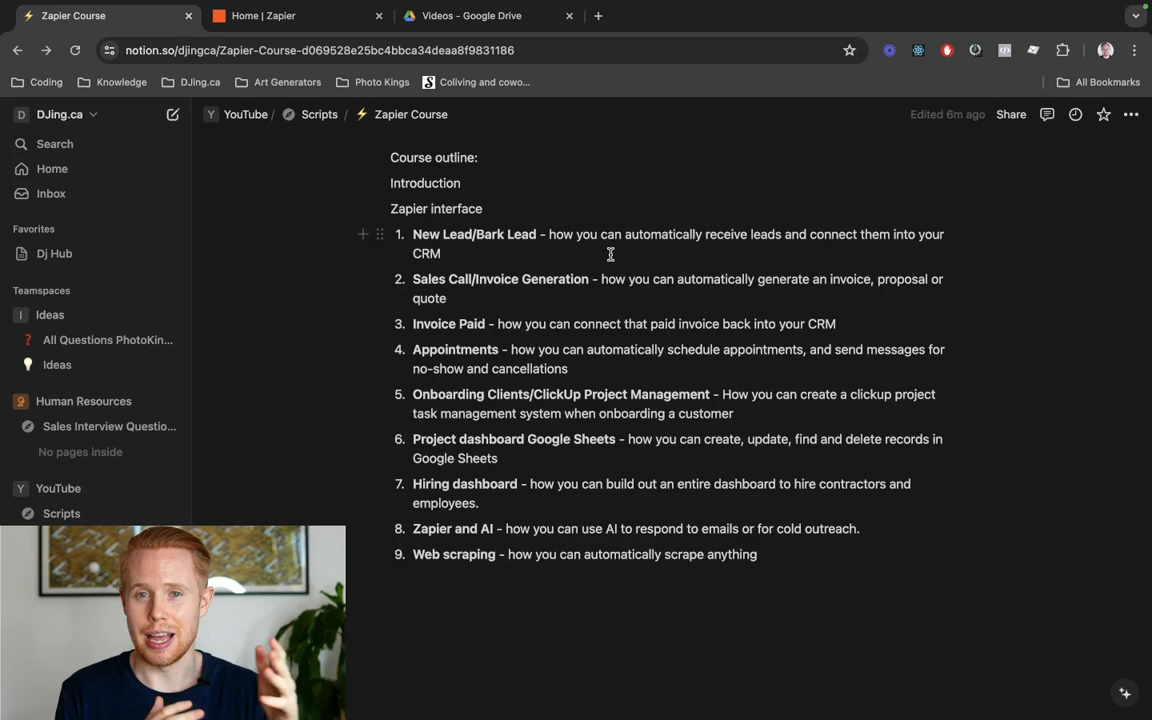 Zapier Course
Home | Zapier
Videos - Google Drive
notion.so/djingca/Zapier-Course-d069528e25bc4bbca34deaa8f9831186
Coding
Knowledge
DJing.ca
Art Generators
Photo Kings
Coliving and cowo...
All Bookmarks
D DJing.ca
Y YouTube / Scripts / Zapier Course
Edited 6m ago
Share
Search
Home
Inbox
Favorites
Dj Hub
Teamspaces
I Ideas
All Questions PhotoKin...
Ideas
Human Resources
Sales Interview Questio...
No pages inside
Y YouTube
Scripts
Course outline:
Introduction
Zapier interface
1. New Lead/Bark Lead - how you can automatically receive leads and connect them into your
CRM
2. Sales Call/Invoice Generation - how you can automatically generate an invoice, proposal or
quote
3. Invoice Paid - how you can connect that paid invoice back into your CRM
4. Appointments - how you can automatically schedule appointments, and send messages for
no-show and cancellations
5. Onboarding Clients/ClickUp Project Management - How you can create a clickup project
task management system when onboarding a customer
6. Project dashboard Google Sheets - how you can create, update, find and delete records in
Google Sheets
7. Hiring dashboard - how you can build out an entire dashboard to hire contractors and
employees.
8. Zapier and AI - how you can use AI to respond to emails or for cold outreach.
9. Web scraping - how you can automatically scrape anything